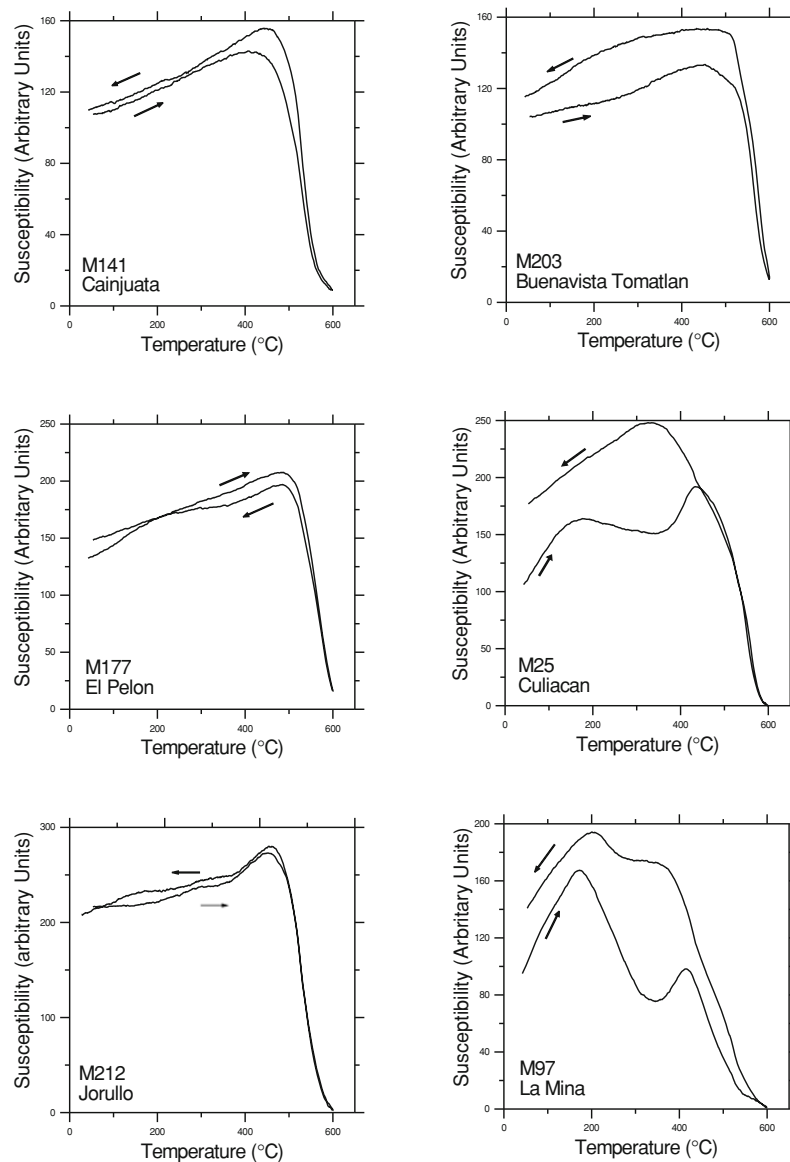 Susceptibility (Arbitrary Units)
160
120
80
40
0
M141
Cainjuata
0
200
400
600
Temperature (°C)
Susceptibility (Arbitrary Units)
160
120
80
40
0
M203
Buenavista Tomatlan
0
200
400
600
Temperature (°C)
Susceptibility (Arbritary Units)
250
200
150
100
50
0
M177
El Pelon
0
200
400
600
Temperature (°C)
Susceptibility (Arbitrary Units)
250
200
150
100
50
0
M25
Culiacan
0
200
400
600
Temperature (°C)
Susceptibility (arbitrary Units)
300
200
100
0
M212
Jorullo
0
200
400
600
Temperature (°C)
Susceptibility (Arbritary Units)
200
160
120
80
40
0
M97
La Mina
0
200
400
600
Temperature (°C)